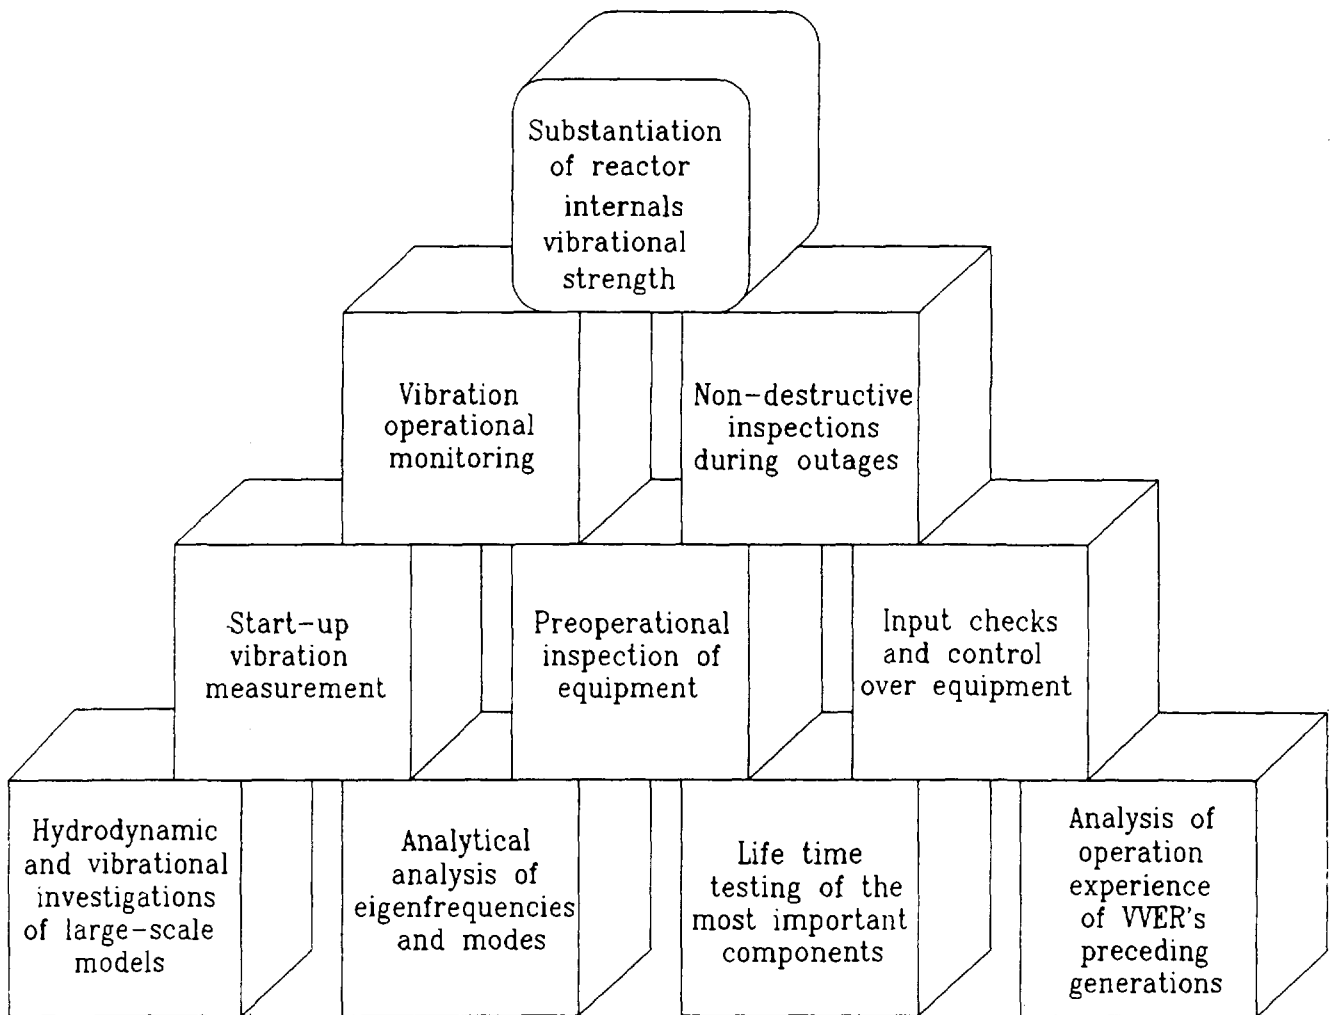 Substantiation
of reactor
internals
vibrational
strength
Vibration
operational
monitoring
Non-destructive
inspections
during outages
Start-up
vibration
measurement
Preoperational
inspection of
equipment
Input checks
and control
over equipment
Hydrodynamic
and vibrational
investigations
of large-scale
models
Analytical
analysis of
eigenfrequencies
and modes
Life time
testing of the
most important
components
Analysis of
operation
experience
of VVER's
preceding
generations